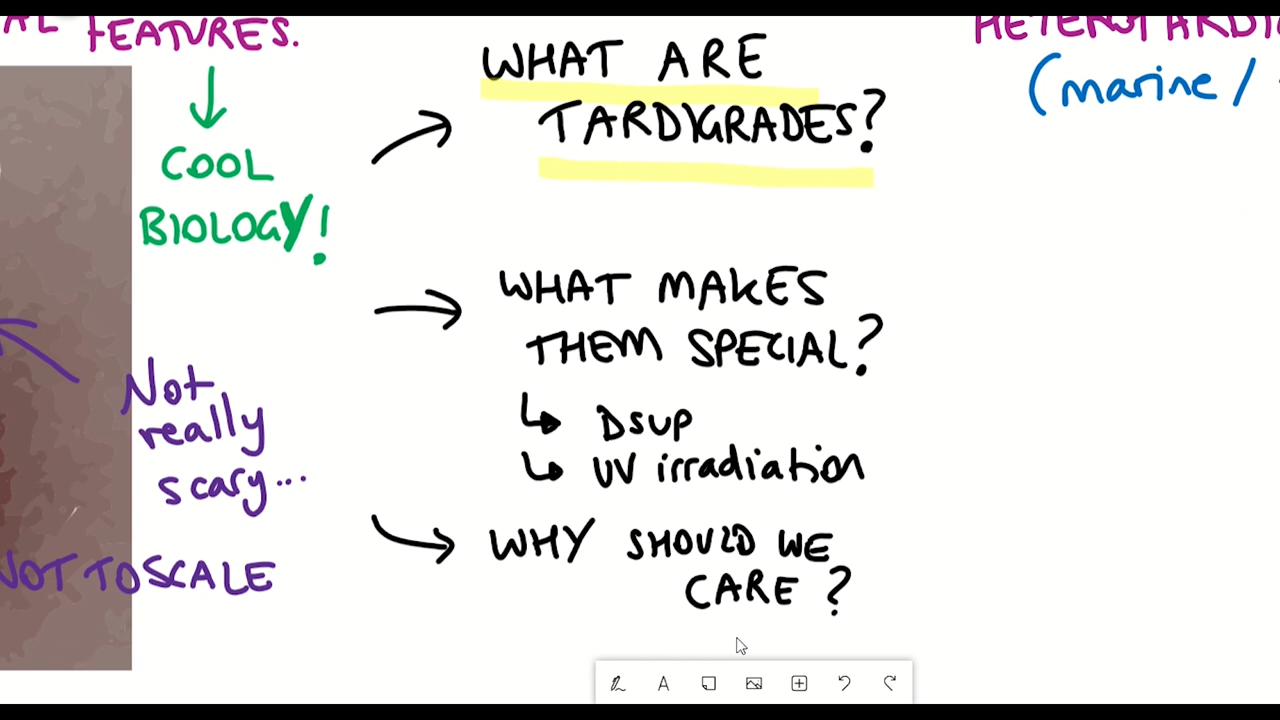 FEATURES.
COOL
BIOLOGY!
Not
really
scary...
NOT TO SCALE
WHAT ARE
TARDIGRADES?
WHAT MAKES
THEM SPECIAL?
Dsup
UV irradiation
WHY SHOULD WE
CARE?
(marine/